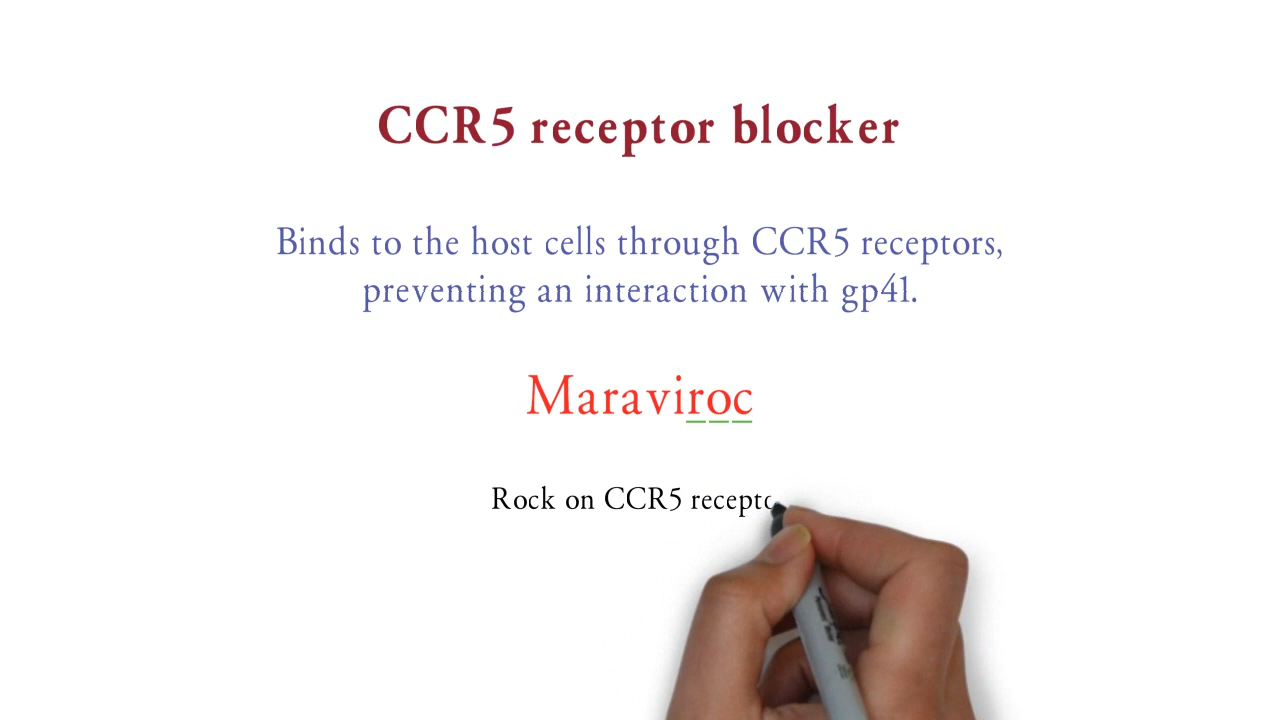 CCR5 receptor blocker
Binds to the host cells through CCR5 receptors,
preventing an interaction with gp41.
Maraviroc
Rock on CCR5 recepto